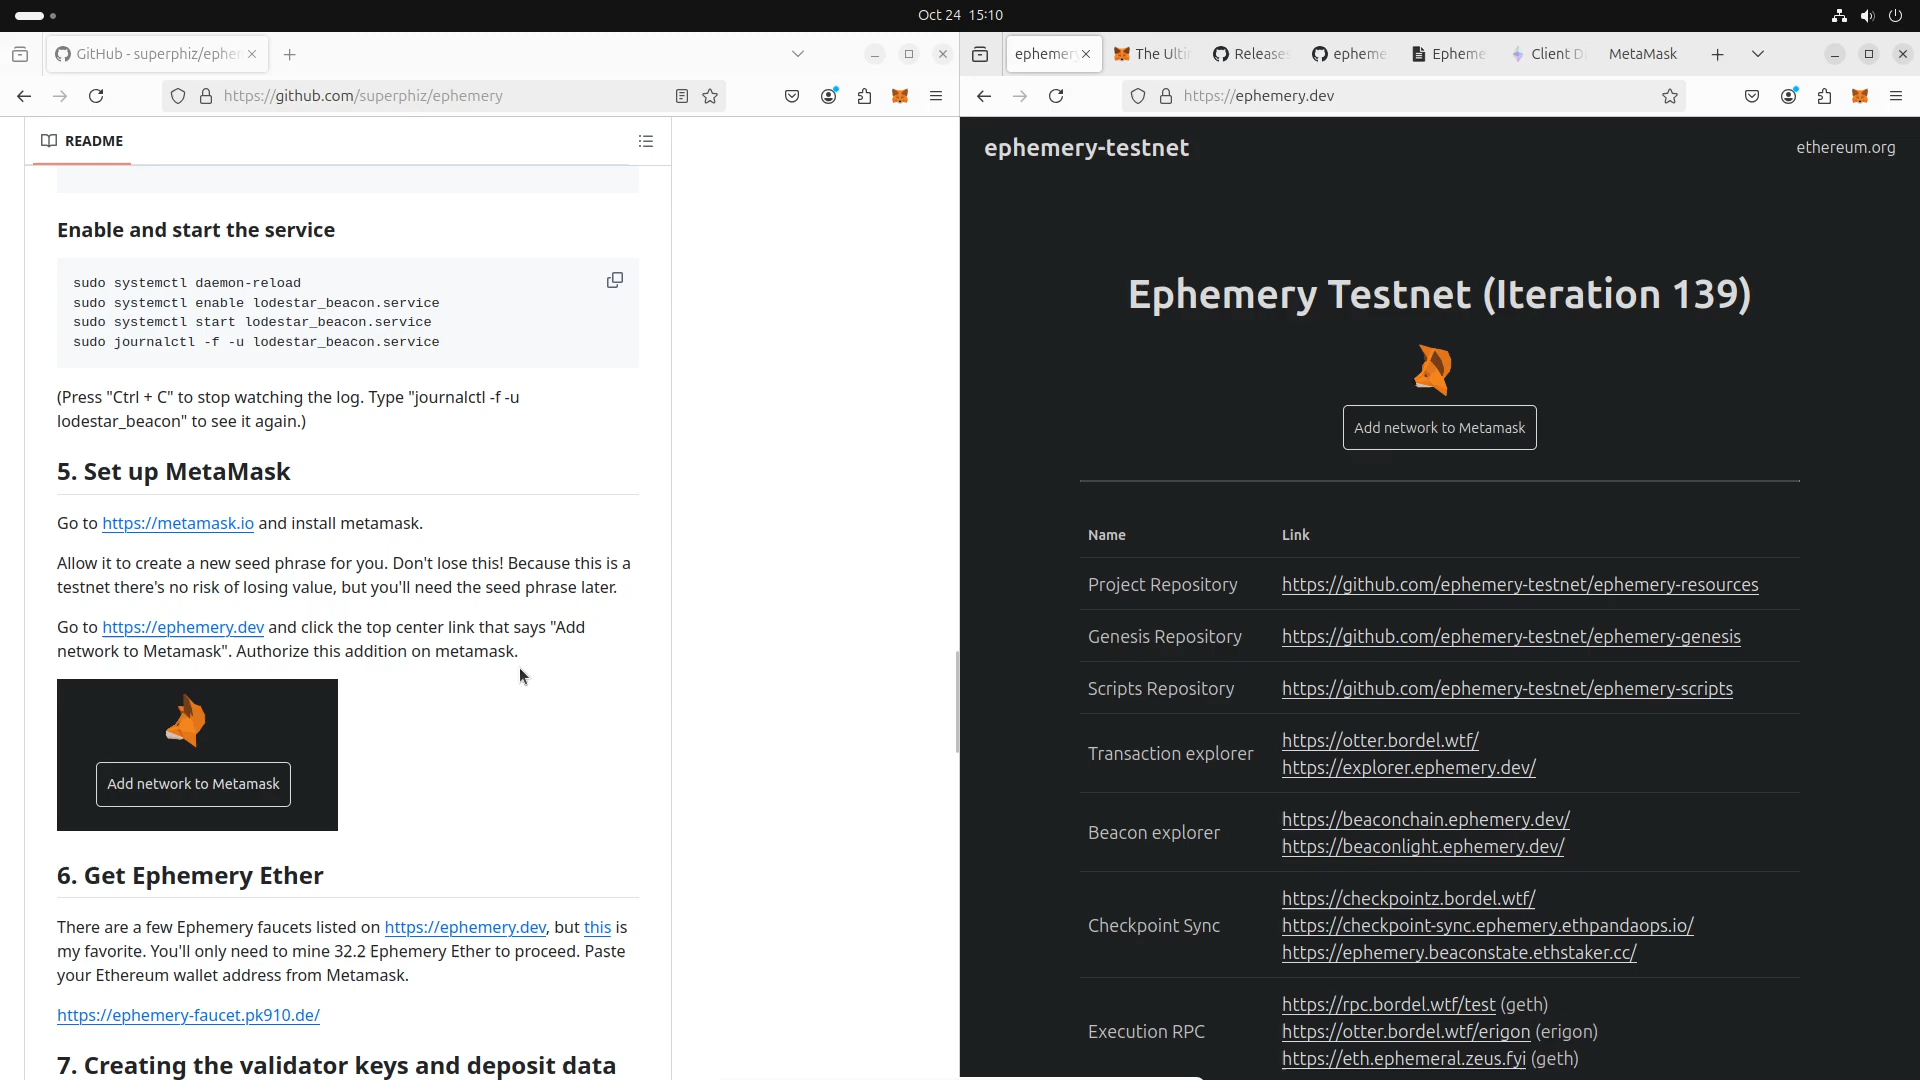 Oct 24 15:10
GitHub - superphiz/ephem
https://github.com/superphiz/ephemery
README
Enable and start the service
sudo systemctl daemon-reload
sudo systemctl enable lodestar_beacon.service
sudo systemctl start lodestar_beacon.service
sudo journalctl -f -u lodestar_beacon.service
(Press "Ctrl + C" to stop watching the log. Type "journalctl -f -u
lodestar_beacon" to see it again.)
5. Set up MetaMask
Go to https://metamask.io and install metamask.
Allow it to create a new seed phrase for you. Don't lose this! Because this is a
testnet there's no risk of losing value, but you'll need the seed phrase later.
Go to https://ephemery.dev and click the top center link that says "Add
network to Metamask". Authorize this addition on metamask.
Add network to Metamask
6. Get Ephemery Ether
There are a few Ephemery faucets listed on https://ephemery.dev, but this is
my favorite. You'll only need to mine 32.2 Ephemery Ether to proceed. Paste
your Ethereum wallet address from Metamask.
https://ephemery-faucet.pk910.de/
7. Creating the validator keys and deposit data
ephemery The Ulti Releases epheme Epheme Client Di MetaMask
https://ephemery.dev
ephemery-testnet ethereum.org
Ephemery Testnet (Iteration 139)
Add network to Metamask
Name Link
Project Repository https://github.com/ephemery-testnet/ephemery-resources
Genesis Repository https://github.com/ephemery-testnet/ephemery-genesis
Scripts Repository https://github.com/ephemery-testnet/ephemery-scripts
Transaction explorer https://otter.bordel.wtf/
https://explorer.ephemery.dev/
Beacon explorer https://beaconchain.ephemery.dev/
https://beaconlight.ephemery.dev/
Checkpoint Sync https://checkpointz.bordel.wtf/
https://checkpoint-sync.ephemery.ethpandaops.io/
https://ephemery.beaconstate.ethstaker.cc/
Execution RPC https://rpc.bordel.wtf/test (geth)
https://otter.bordel.wtf/erigon (erigon)
https://eth.ephemeral.zeus.fyi (geth)